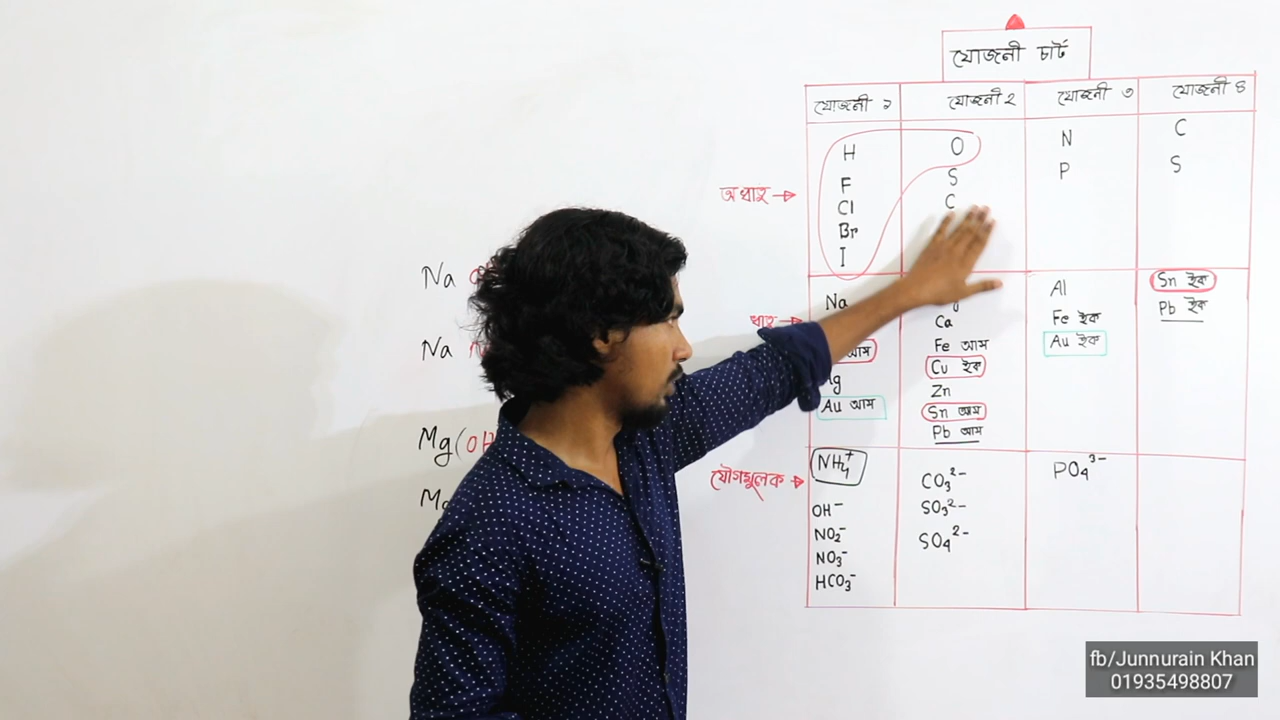 যোজনী চার্ট
যোজনী ১ যোজনী ২ যোজনী ৩ যোজনী ৪
অধাতু
H
F
Cl
Br
I
O
S
C
N
P
C
S
ধাতু
Na
আস
Au আস
Ca
Fe আস
Cu ইক
Zn
Sn আস
Pb আস
Al
Fe ইক
Au ইক
Sn ইক
Pb ইক
যৌগমূলক
NH₄⁺
OH⁻
NO₂⁻
NO₃⁻
HCO₃⁻
CO₃²⁻
SO₃²⁻
SO₄²⁻
PO₄³⁻
Na
Na
Mg(OH
fb/Junnurain Khan
01935498807